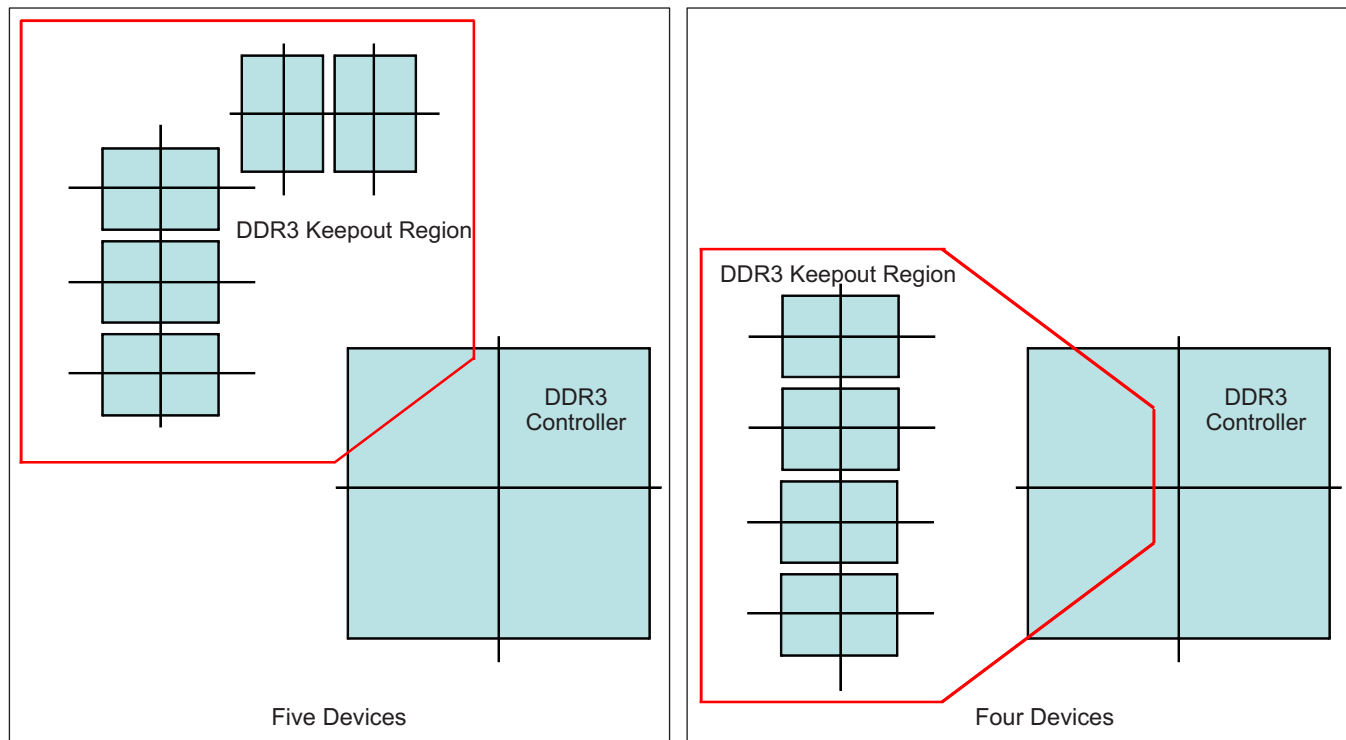 DDR3 Keepout Region
DDR3
Controller
Five Devices
DDR3 Keepout Region
DDR3
Controller
Four Devices